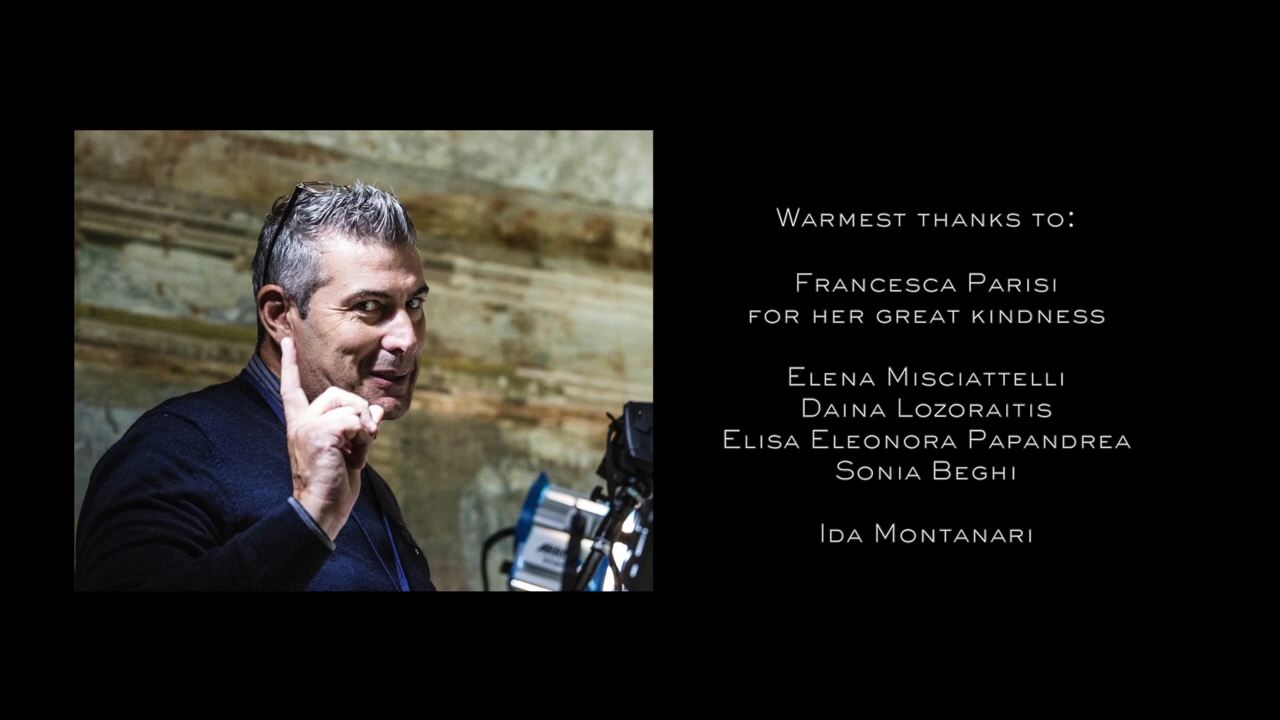 Warmest thanks to:
Francesca Parisi
for her great kindness
Elena Misciattelli
Daina Lozoraitis
Elisa Eleonora Papandrea
Sonia Beghi
Ida Montanari